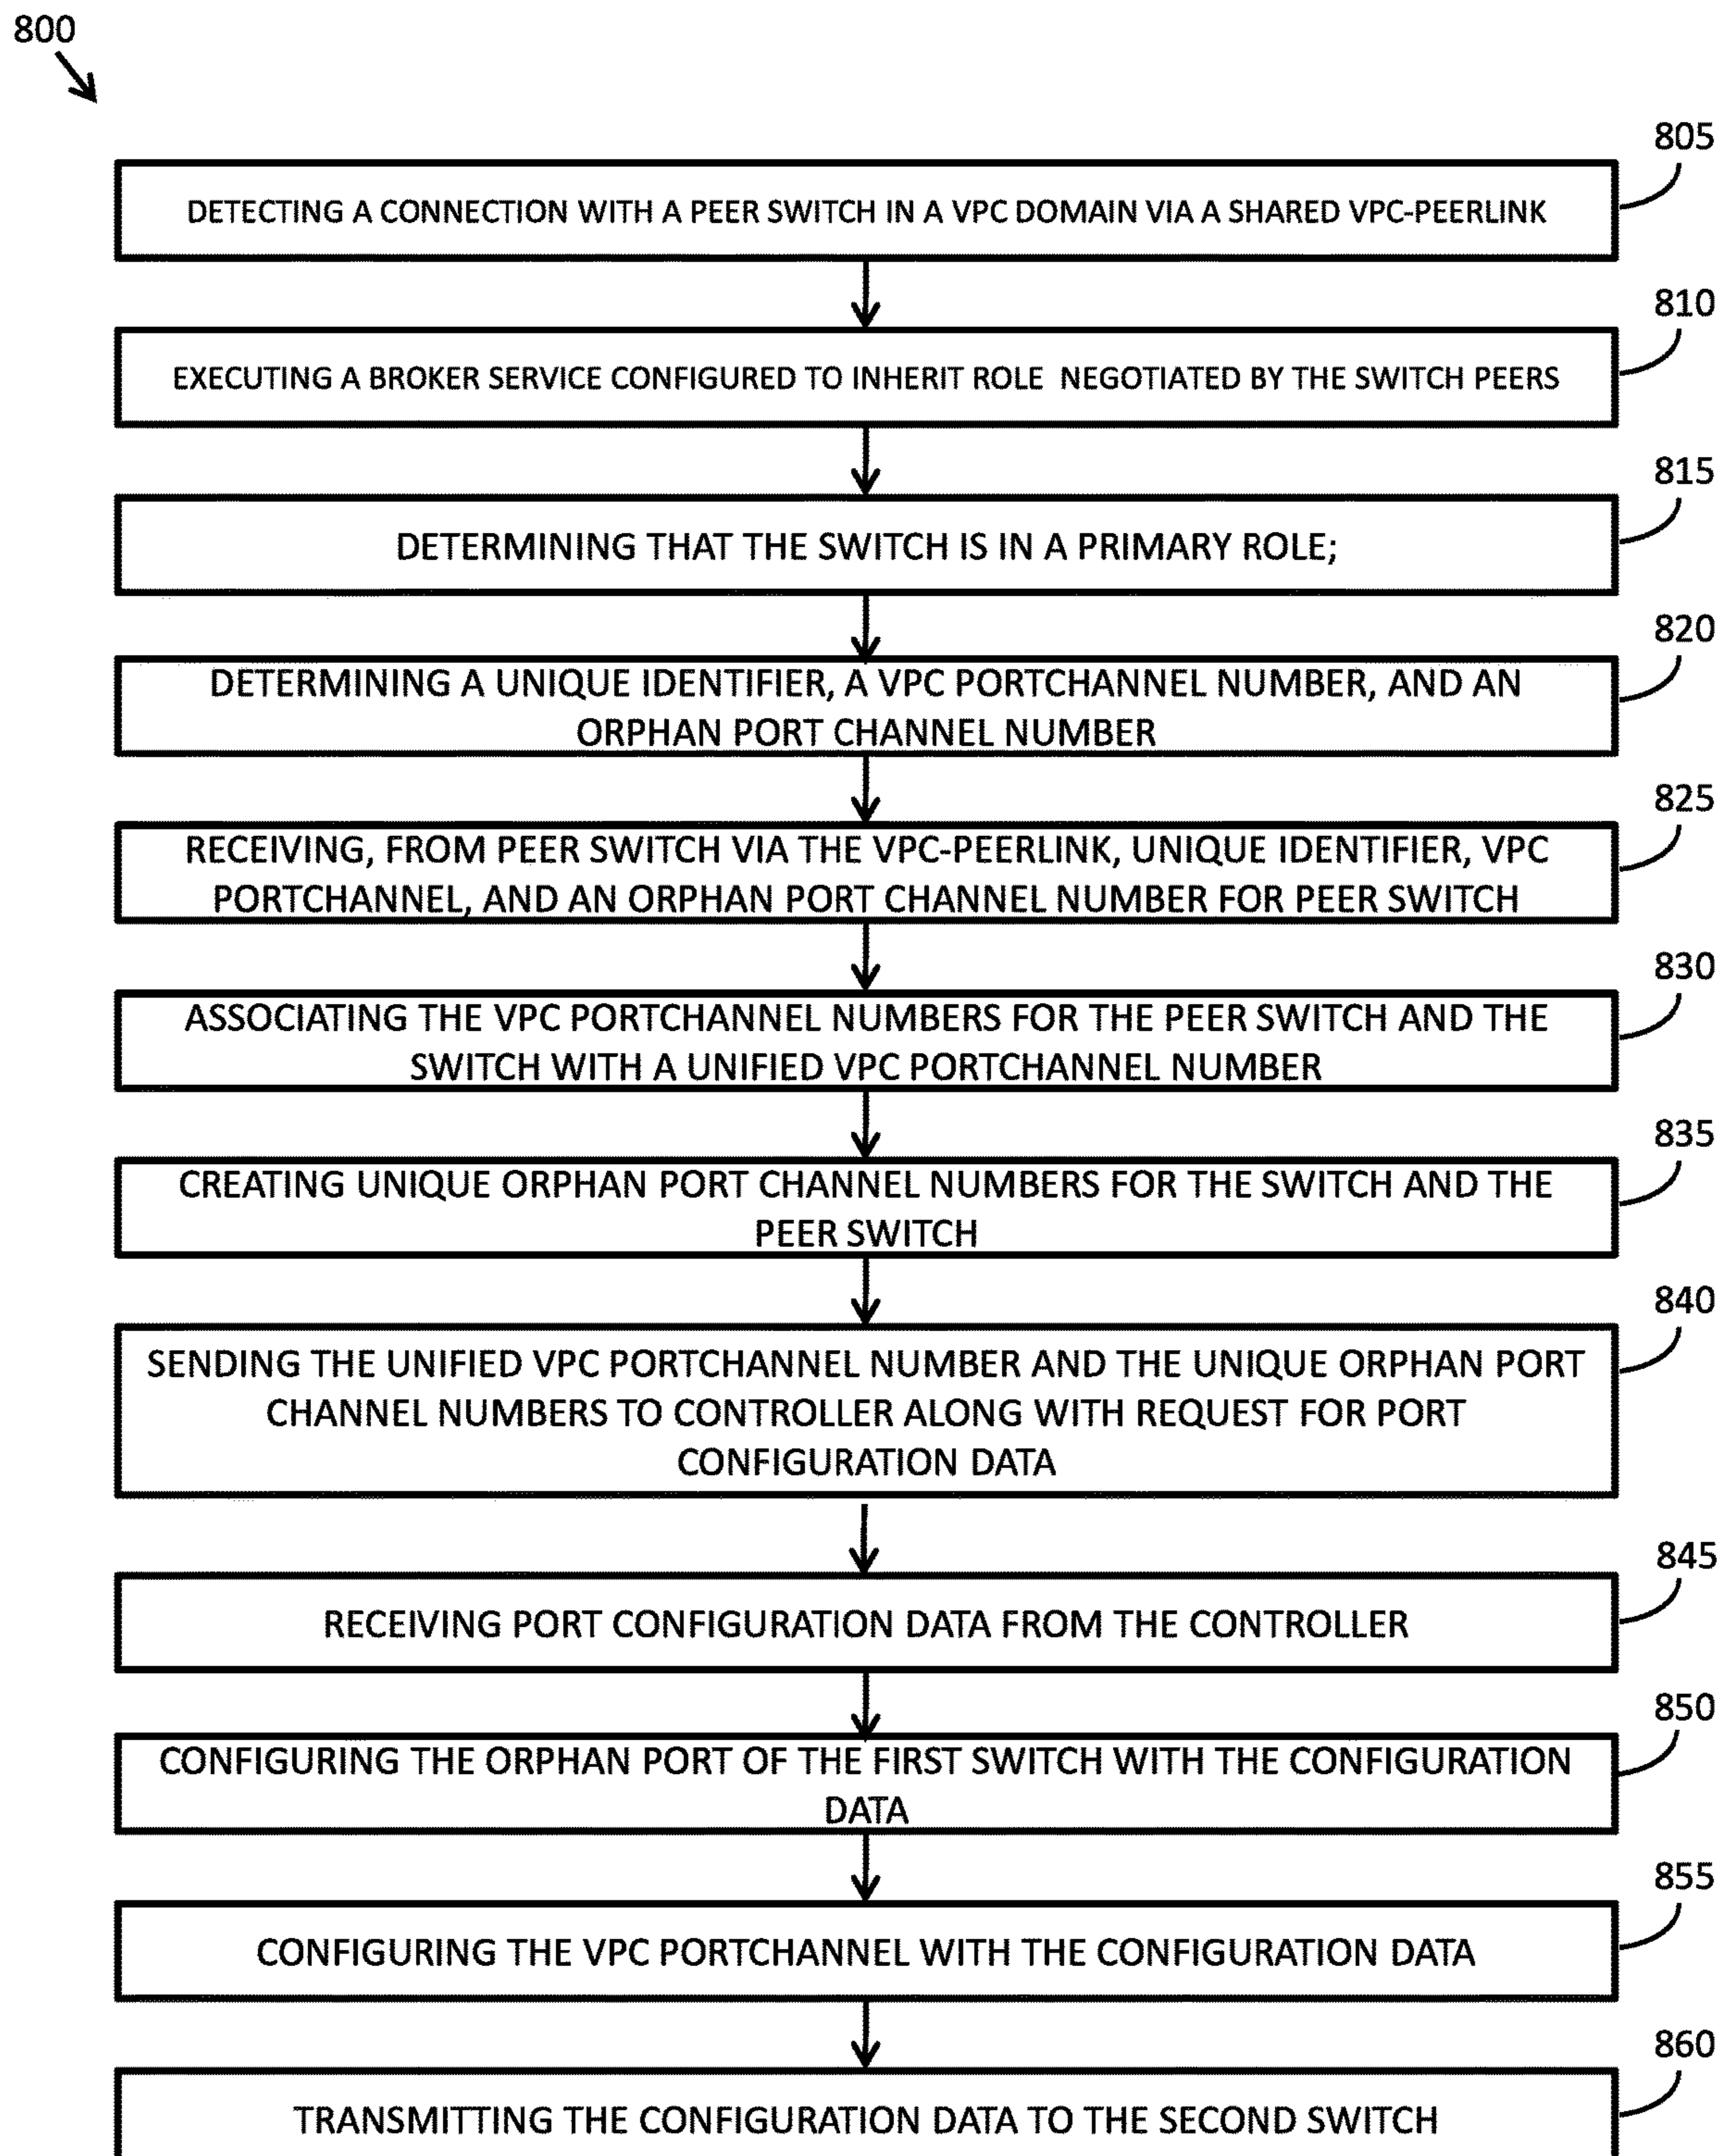 800
805
DETECTING A CONNECTION WITH A PEER SWITCH IN A VPC DOMAIN VIA A SHARED VPC-PEERLINK
810
EXECUTING A BROKER SERVICE CONFIGURED TO INHERIT ROLE NEGOTIATED BY THE SWITCH PEERS
815
DETERMINING THAT THE SWITCH IS IN A PRIMARY ROLE;
820
DETERMINING A UNIQUE IDENTIFIER, A VPC PORTCHANNEL NUMBER, AND AN
ORPHAN PORT CHANNEL NUMBER
825
RECEIVING, FROM PEER SWITCH VIA THE VPC-PEERLINK, UNIQUE IDENTIFIER, VPC
PORTCHANNEL, AND AN ORPHAN PORT CHANNEL NUMBER FOR PEER SWITCH
830
ASSOCIATING THE VPC PORTCHANNEL NUMBERS FOR THE PEER SWITCH AND THE
SWITCH WITH A UNIFIED VPC PORTCHANNEL NUMBER
835
CREATING UNIQUE ORPHAN PORT CHANNEL NUMBERS FOR THE SWITCH AND THE
PEER SWITCH
840
SENDING THE UNIFIED VPC PORTCHANNEL NUMBER AND THE UNIQUE ORPHAN PORT
CHANNEL NUMBERS TO CONTROLLER ALONG WITH REQUEST FOR PORT
CONFIGURATION DATA
845
RECEIVING PORT CONFIGURATION DATA FROM THE CONTROLLER
850
CONFIGURING THE ORPHAN PORT OF THE FIRST SWITCH WITH THE CONFIGURATION
DATA
855
CONFIGURING THE VPC PORTCHANNEL WITH THE CONFIGURATION DATA
860
TRANSMITTING THE CONFIGURATION DATA TO THE SECOND SWITCH